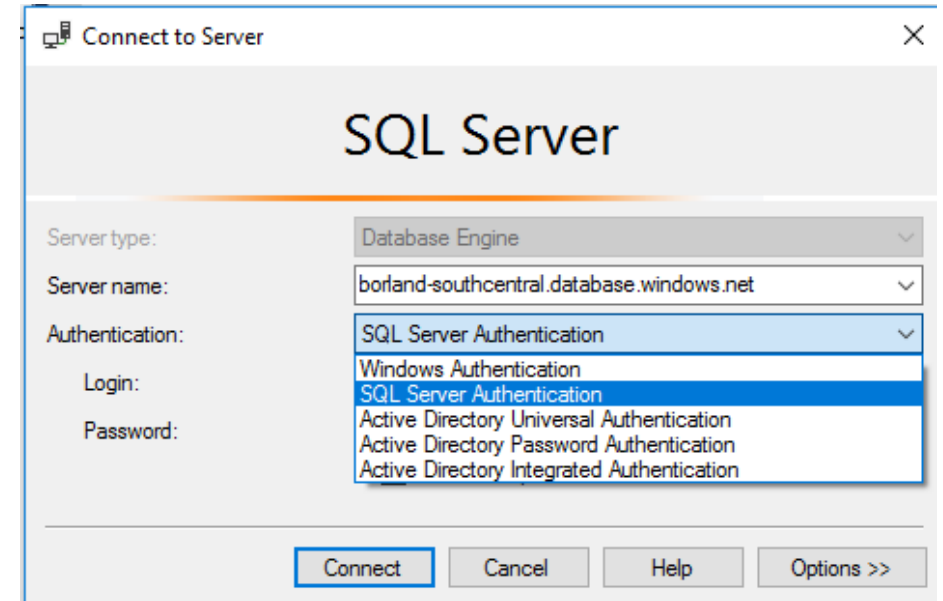 Connect to Server
SQL Server
Server type: Database Engine
Server name: borland-southcentral.database.windows.net
Authentication: SQL Server Authentication
Windows Authentication
Login: SQL Server Authentication
Active Directory Universal Authentication
Password: Active Directory Password Authentication
Active Directory Integrated Authentication
Connect Cancel Help Options >>